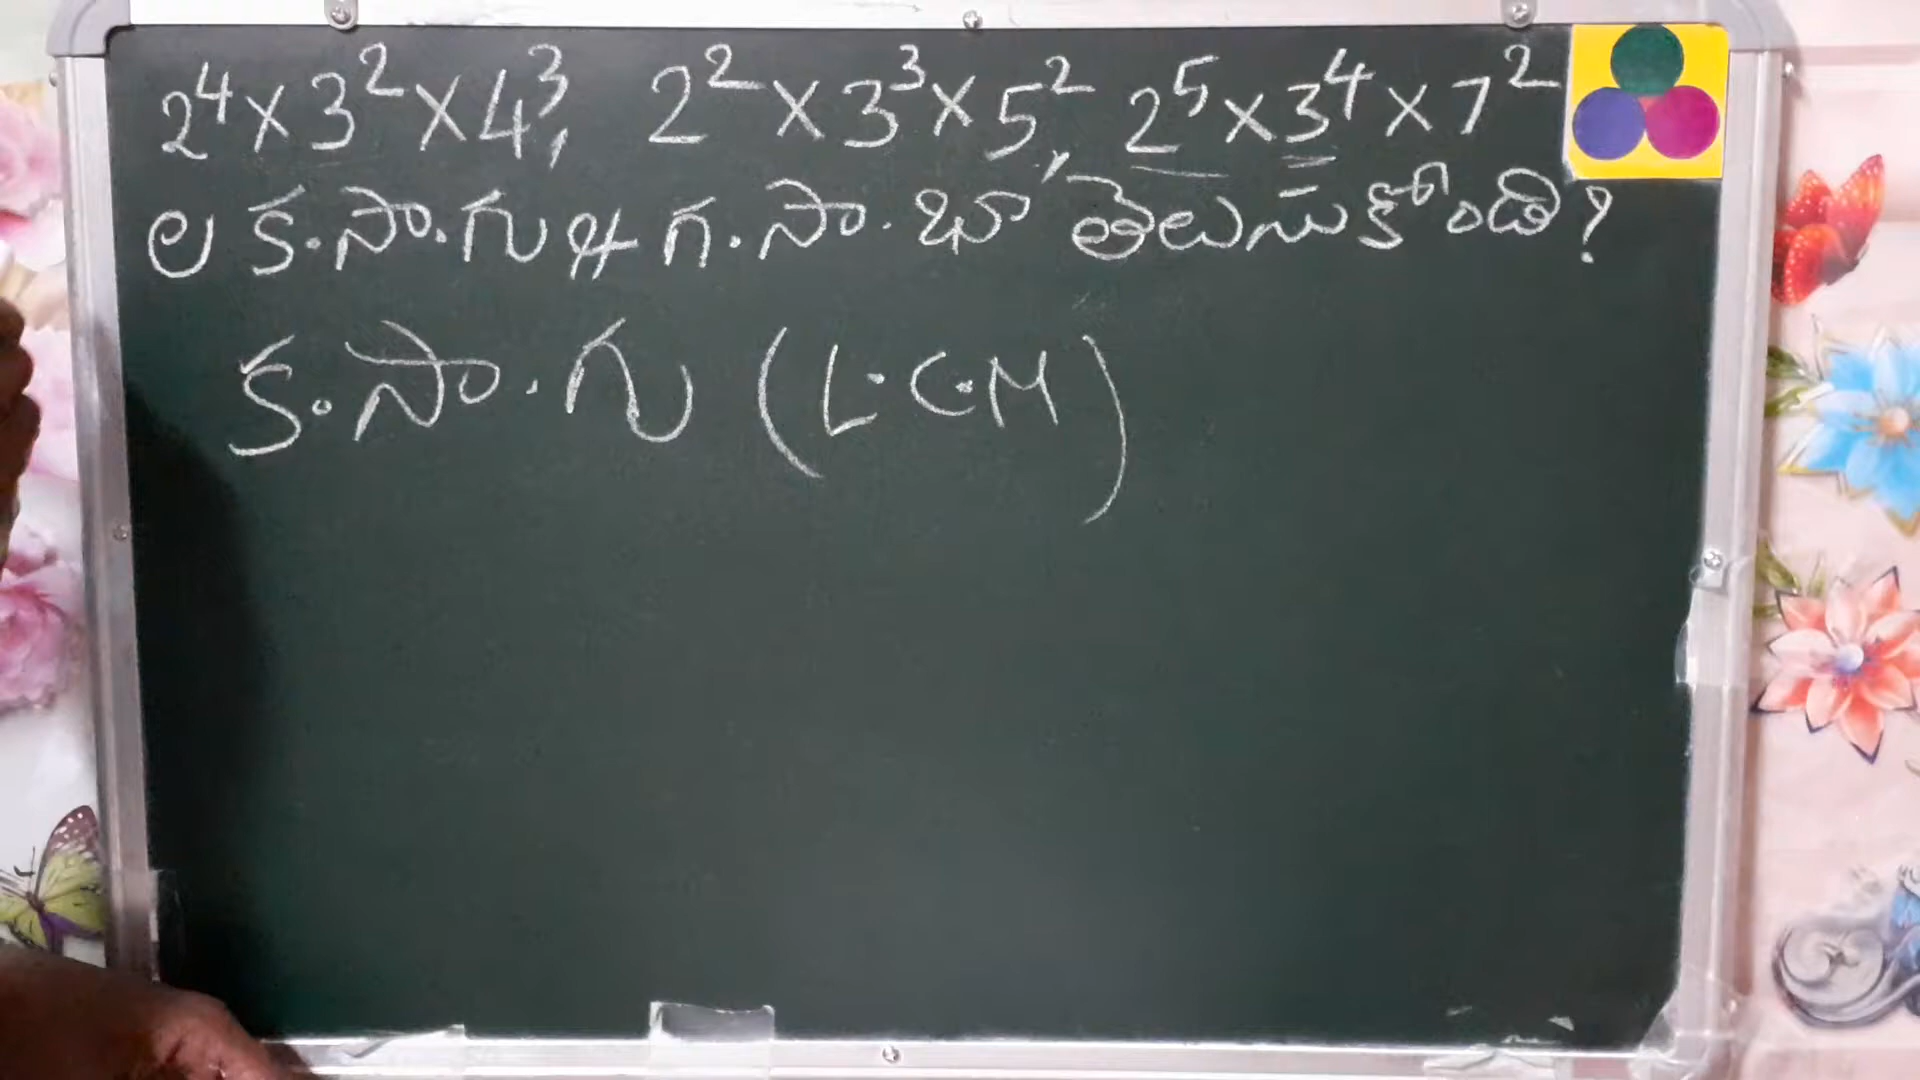 2⁴ × 3² × 4³, 2² × 3³ × 5², 2⁵ × 3⁴ × 7²
ల క.సా.గు & గ.సా.భా తెలుసుకోండి?
క.సా.గు (L.C.M)